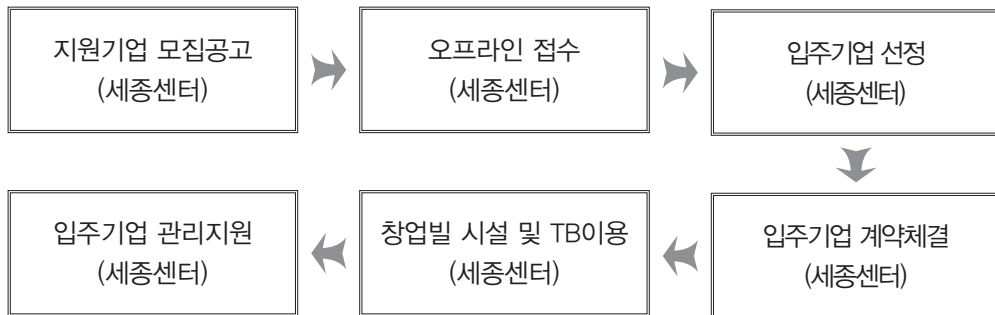 지원기업 모집공고
(세종센터)
오프라인 접수
(세종센터)
입주기업 선정
(세종센터)
입주기업 계약체결
(세종센터)
창업빌 시설 및 TB이용
(세종센터)
입주기업 관리지원
(세종센터)